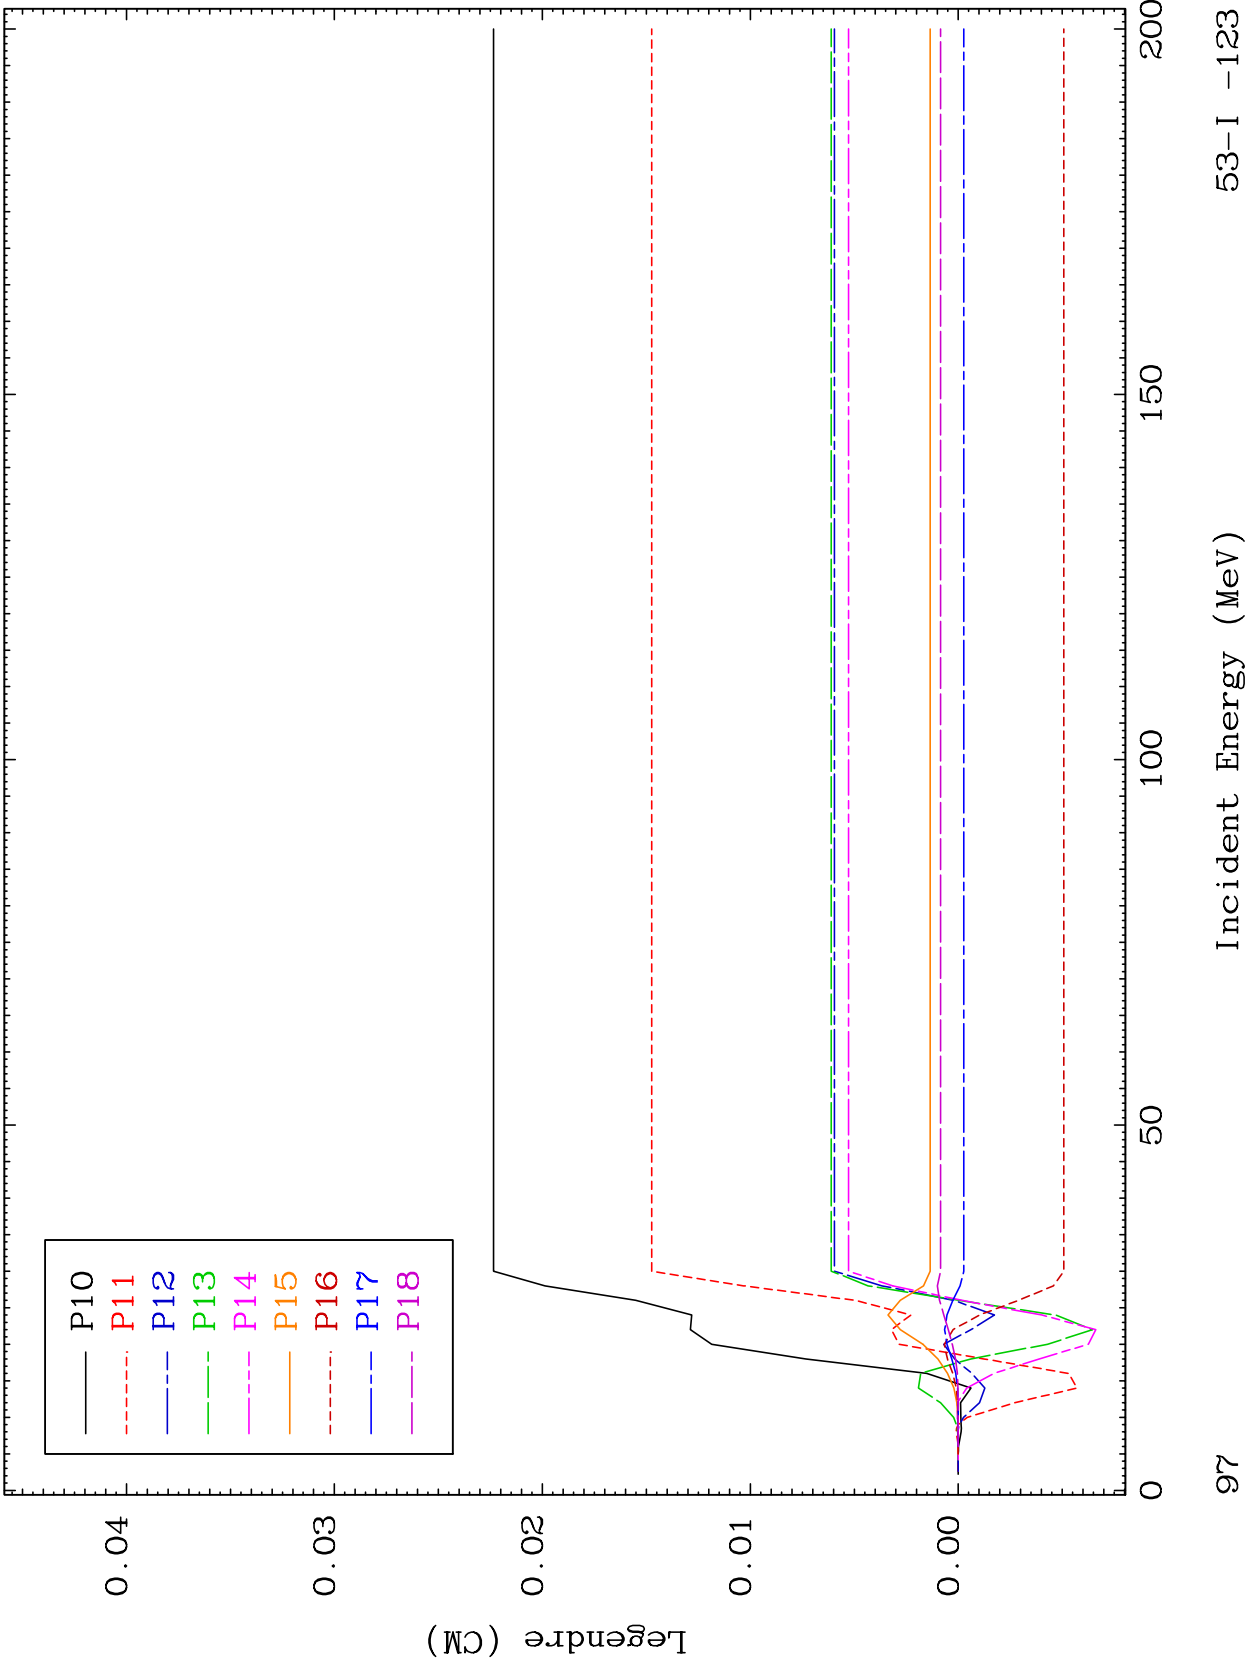 P10
P11
P12
P13
P14
P15
P16
P17
P18
0.04
0.03
0.02
0.01
0.00
Legendre (CM)
0
50
100
150
200
97
Incident Energy (MeV)
53-I -123